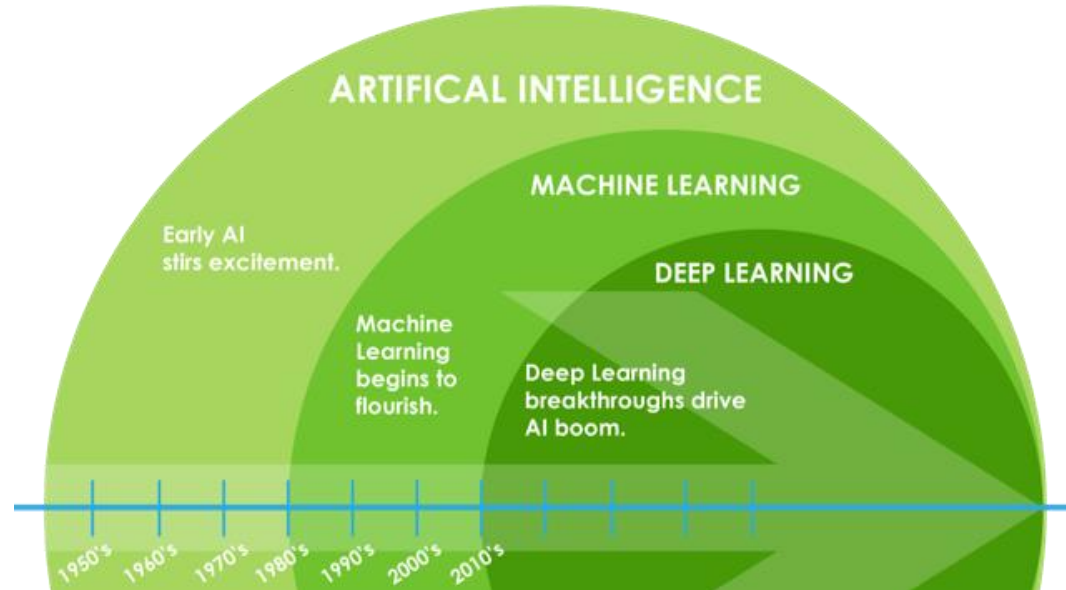 ARTIFICAL INTELLIGENCE
MACHINE LEARNING
DEEP LEARNING
Early AI
stirs excitement.
Machine
Learning
begins to
flourish.
Deep Learning
breakthroughs drive
AI boom.
1950's
1960's
1970's
1980's
1990's
2000's
2010's